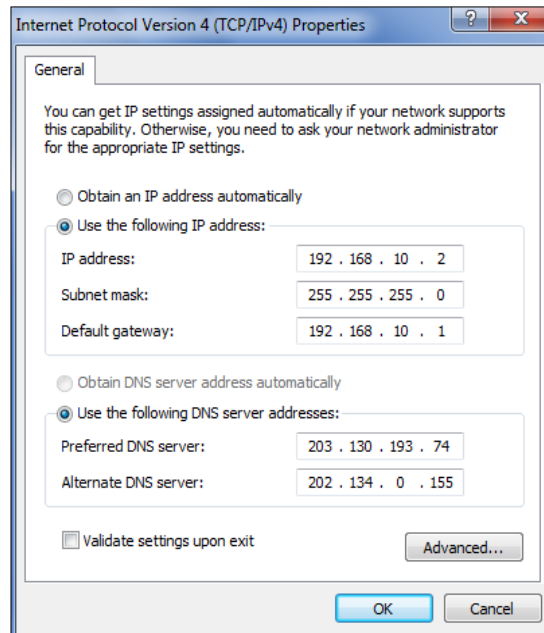 Internet Protocol Version 4 (TCP/IPv4) Properties
General
You can get IP settings assigned automatically if your network supports
this capability. Otherwise, you need to ask your network administrator
for the appropriate IP settings.
Obtain an IP address automatically
Use the following IP address:
IP address: 192 . 168 . 10 . 2
Subnet mask: 255 . 255 . 255 . 0
Default gateway: 192 . 168 . 10 . 1
Obtain DNS server address automatically
Use the following DNS server addresses:
Preferred DNS server: 203 . 130 . 193 . 74
Alternate DNS server: 202 . 134 . 0 . 155
Validate settings upon exit
Advanced...
OK Cancel